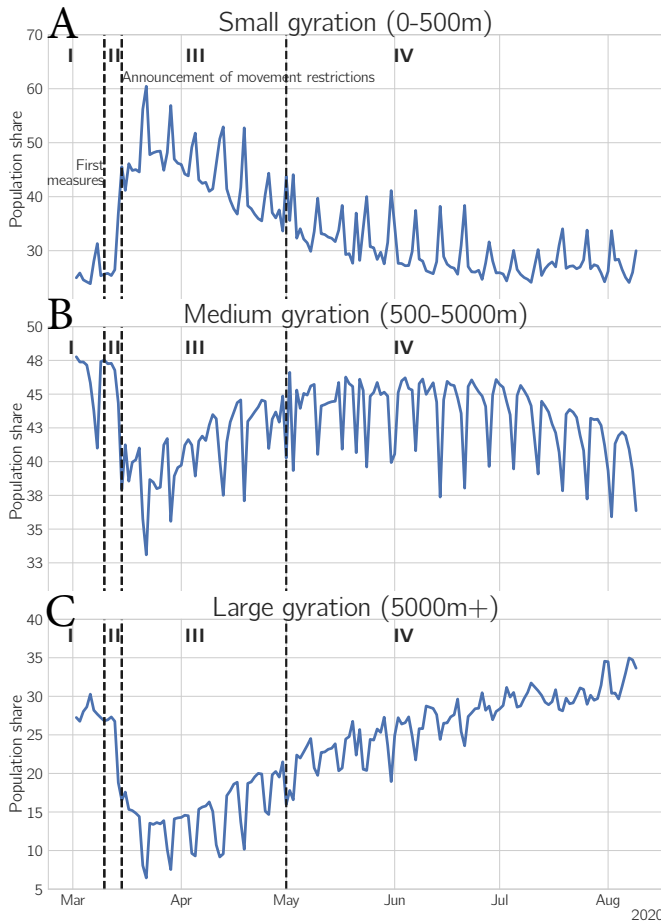 A
Small gyration (0-500m)
I II III IV
Announcement of movement restrictions
First
measures
Population share
70
60
50
40
30
B
Medium gyration (500-5000m)
I II III IV
Population share
50
48
45
43
40
38
35
33
C
Large gyration (5000m+)
I II III IV
Population share
40
35
30
25
20
15
10
5
Mar Apr May Jun Jul Aug
2020